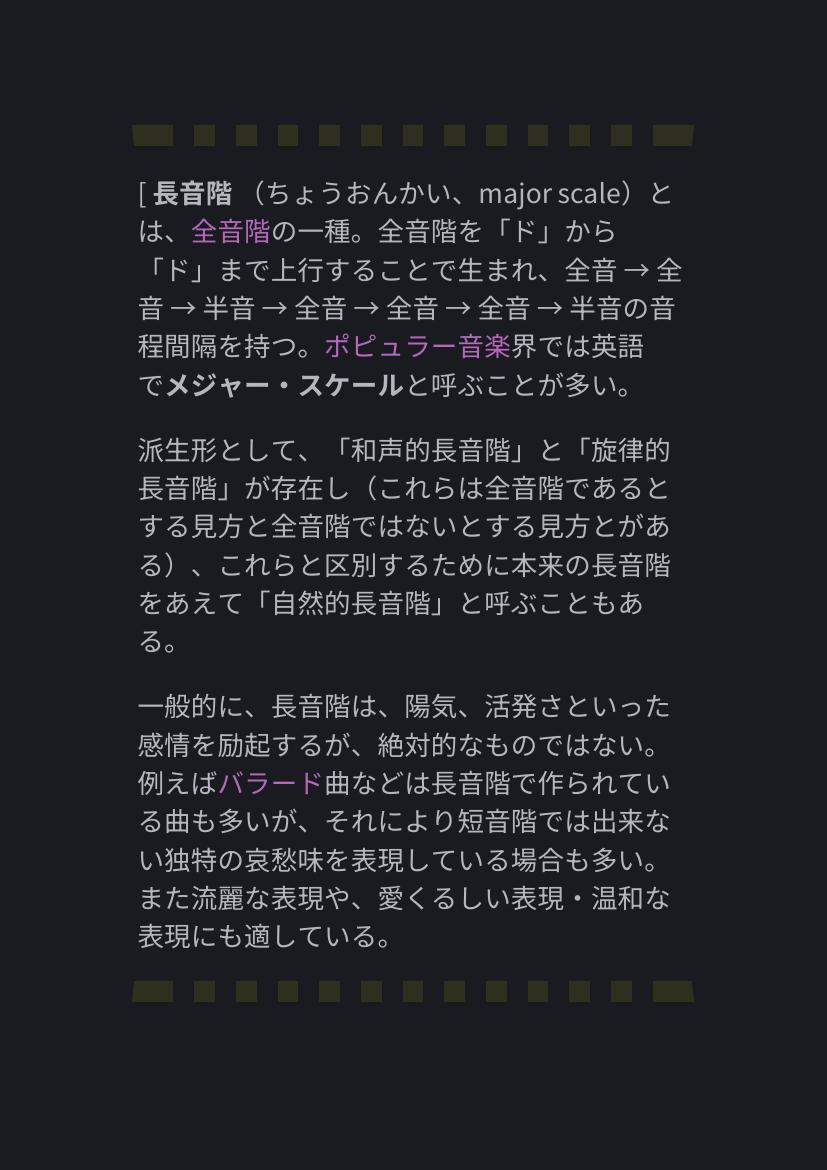 [ 長音階 （ちょうおんかい、major scale）と
は、全音階の一種。全音階を「ド」から
「ド」まで上行することで生まれ、全音 → 全
音 → 半音 → 全音 → 全音 → 全音 → 半音の音
程間隔を持つ。ポピュラー音楽界では英語
でメジャー・スケールと呼ぶことが多い。
派生形として、「和声的長音階」と「旋律的
長音階」が存在し（これらは全音階であると
する見方と全音階ではないとする見方とがあ
る）、これらと区別するために本来の長音階
をあえて「自然的長音階」と呼ぶこともあ
る。
一般的に、長音階は、陽気、活発さといった
感情を励起するが、絶対的なものではない。
例えばバラード曲などは長音階で作られてい
る曲も多いが、それにより短音階では出来な
い独特の哀愁味を表現している場合も多い。
また流麗な表現や、愛くるしい表現・温和な
表現にも適している。